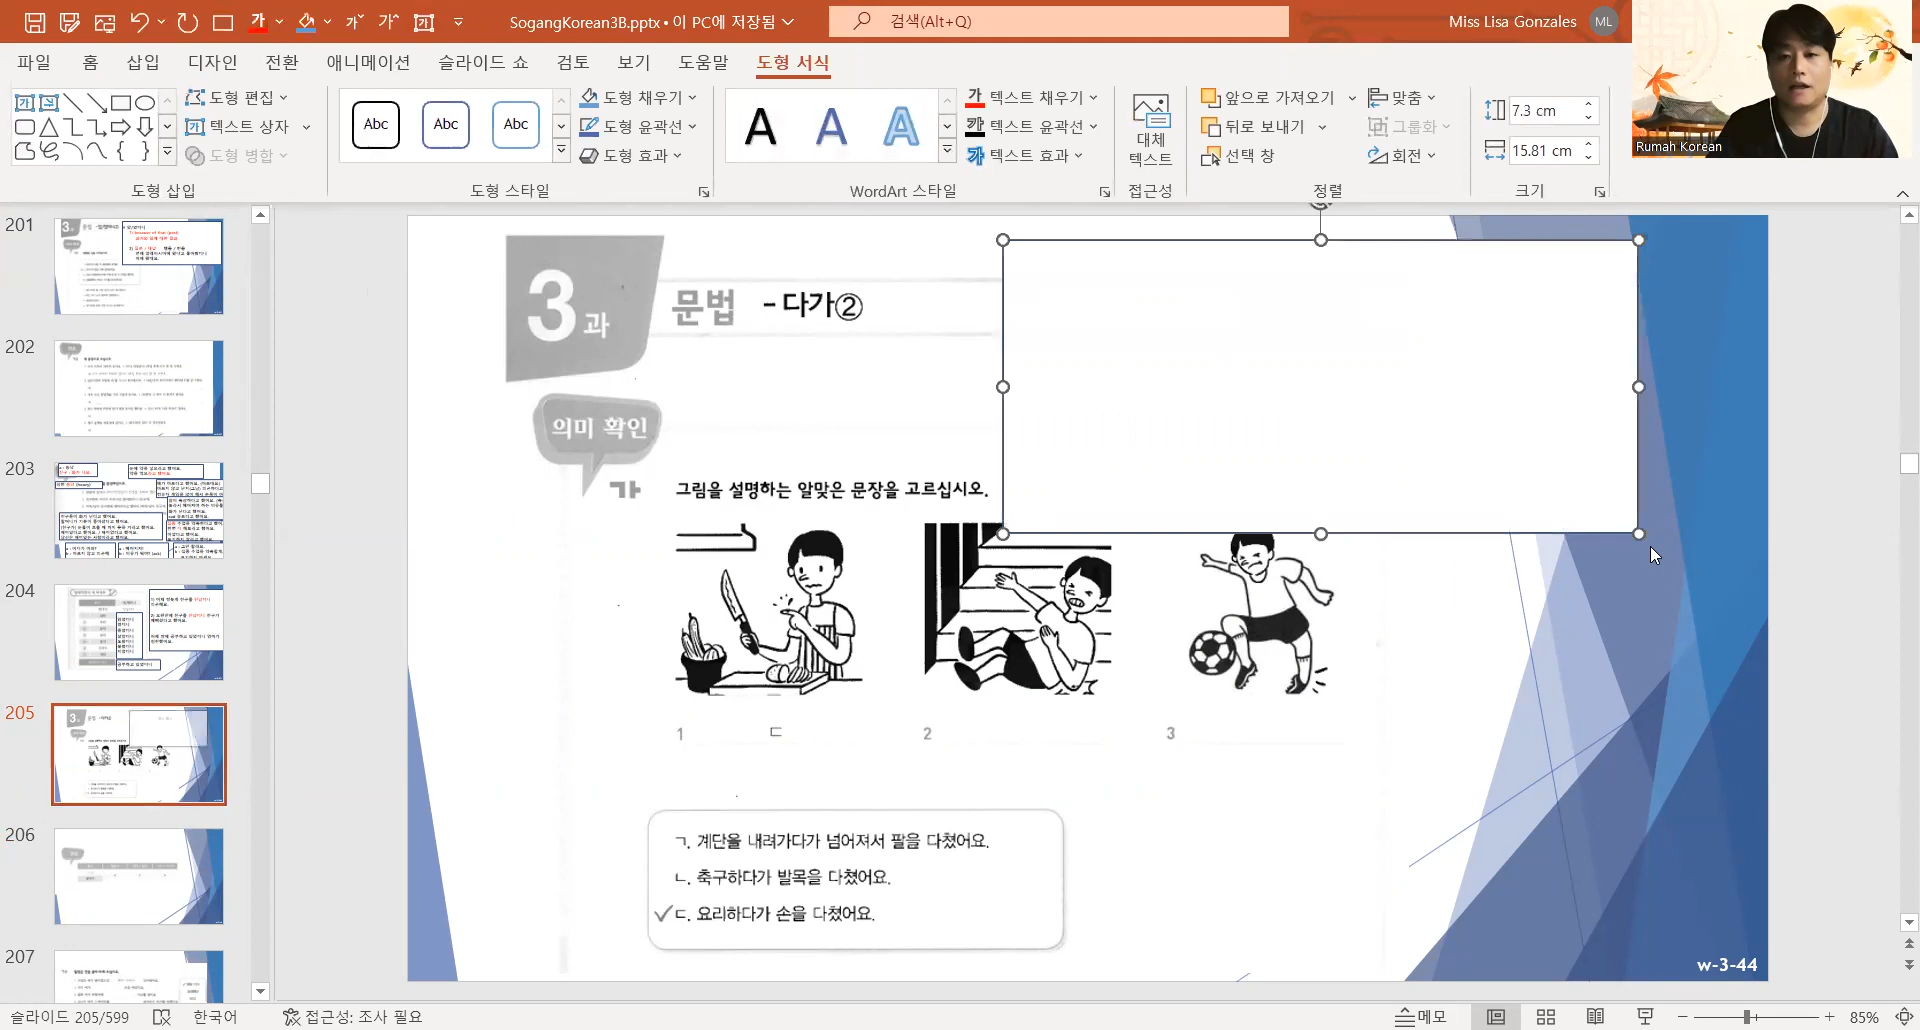 SogangKorean3B.pptx • 이 PC에 저장됨
검색(Alt+Q)
Miss Lisa Gonzales
ML
파일 홈 삽입 디자인 전환 애니메이션 슬라이드 쇼 검토 보기 도움말 도형 서식
도형 편집
텍스트 상자
도형 병합
도형 삽입
Abc Abc Abc
도형 채우기
도형 윤곽선
도형 효과
도형 스타일
A A A
텍스트 채우기
텍스트 윤곽선
텍스트 효과
WordArt 스타일
대체
텍스트
접근성
앞으로 가져오기
뒤로 보내기
선택 창
맞춤
그룹화
회전
정렬
7.3 cm
15.81 cm
크기
Rumah Korean
201
202
203
204
205
206
207
3과
문법 -다가②
의미 확인
가 그림을 설명하는 알맞은 문장을 고르십시오.
1 ㄷ
2
3
ㄱ. 계단을 내려가다가 넘어져서 팔을 다쳤어요.
ㄴ. 축구하다가 발목을 다쳤어요.
✓ㄷ. 요리하다가 손을 다쳤어요.
w-3-44
슬라이드 205/599
한국어
접근성: 조사 필요
메모
85%